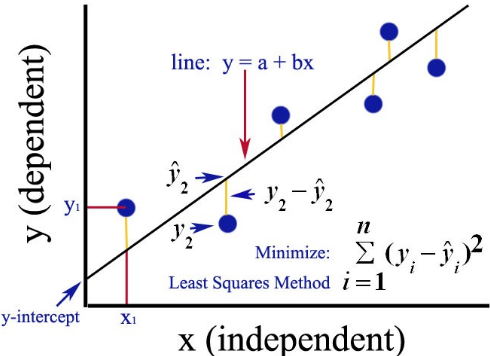 line: y = a + bx
y (dependent)
ŷ₂
y₂ − ŷ₂
y₁
y₂
Minimize: n Σ i = 1 (yᵢ − ŷᵢ)²
Least Squares Method
y-intercept
x₁
x (independent)